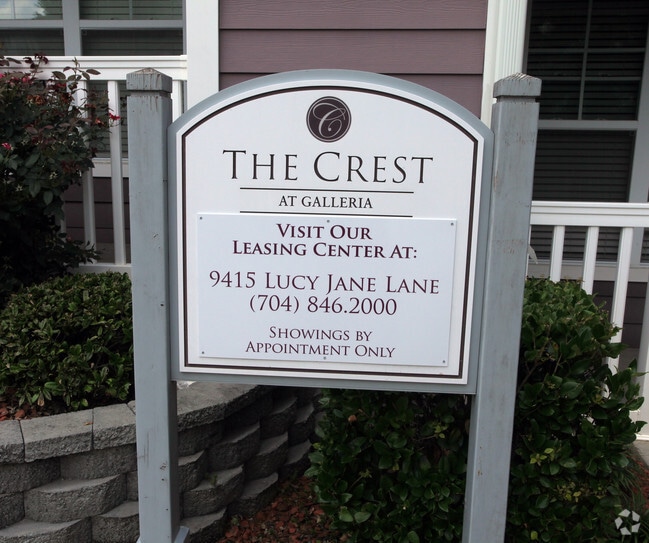 C
THE CREST
AT GALLERIA
VISIT OUR
LEASING CENTER AT:
9415 LUCY JANE LANE
(704) 846.2000
SHOWINGS BY
APPOINTMENT ONLY